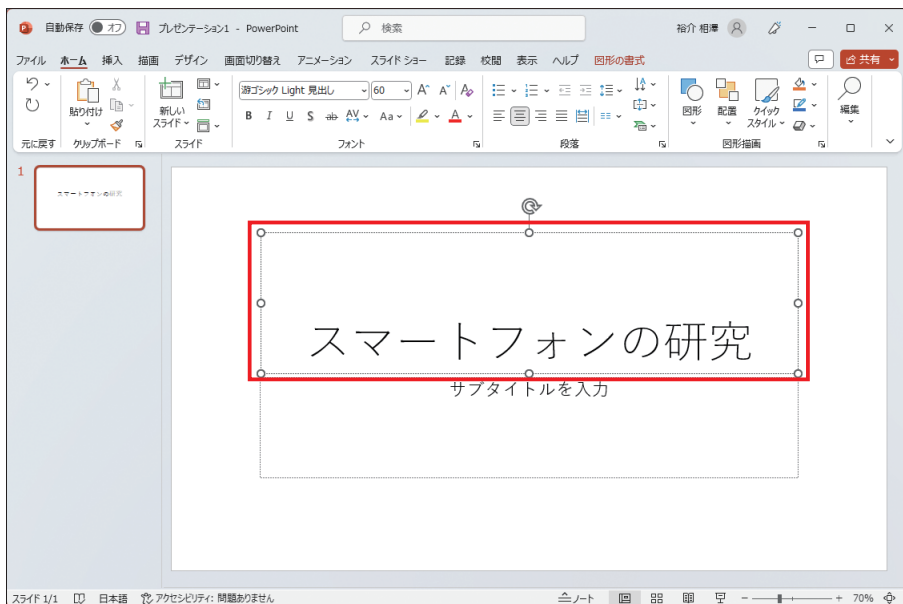 自動保存 オフ プレゼンテーション1 - PowerPoint 検索 裕介 相澤
ファイル ホーム 挿入 描画 デザイン 画面切り替え アニメーション スライド ショー 記録 校閲 表示 ヘルプ 図形の書式 共有
游ゴシック Light 見出し 60
貼り付け 新しい スライド B I U S ab AV Aa A 図形 配置 クイック スタイル 編集
元に戻す クリップボード スライド フォント 段落 図形描画
1
スマートフォンの研究
スマートフォンの研究
サブタイトルを入力
スライド 1/1 日本語 アクセシビリティ: 問題ありません ノート 70%